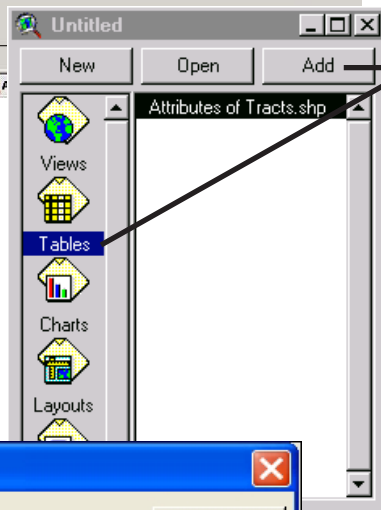 Untitled
New Open Add
Attributes of Tracts.shp
Views
Tables
Charts
Layouts